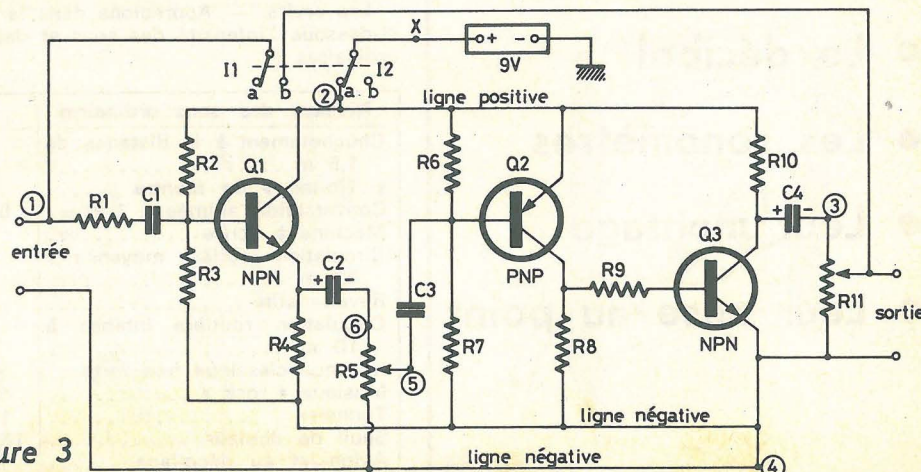 X
+ -
9V
I1
a b
I2
a b
2
ligne positive
R2
Q1
R6
Q2
R10
C4
+ -
3
1
R1
C1
entrée
R3
NPN
C2
+ -
C3
PNP
R9
Q3
R11
sortie
6
R4
R5
5
R7
R8
NPN
ligne négative
ligne négative
4
Figure 3